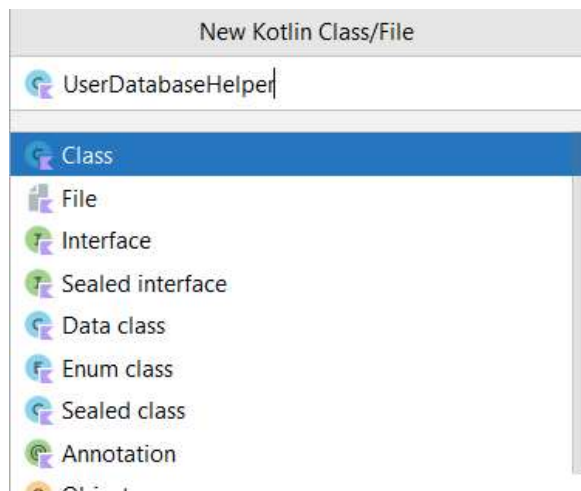 New Kotlin Class/File
UserDatabaseHelper
Class
File
Interface
Sealed interface
Data class
Enum class
Sealed class
Annotation